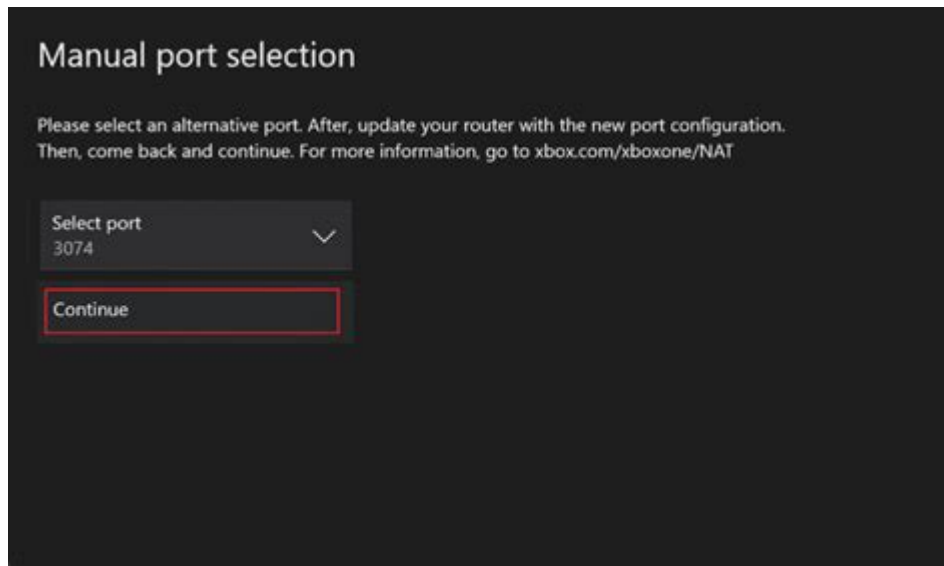 Manual port selection
Please select an alternative port. After, update your router with the new port configuration.
Then, come back and continue. For more information, go to xbox.com/xboxone/NAT
Select port
3074
Continue